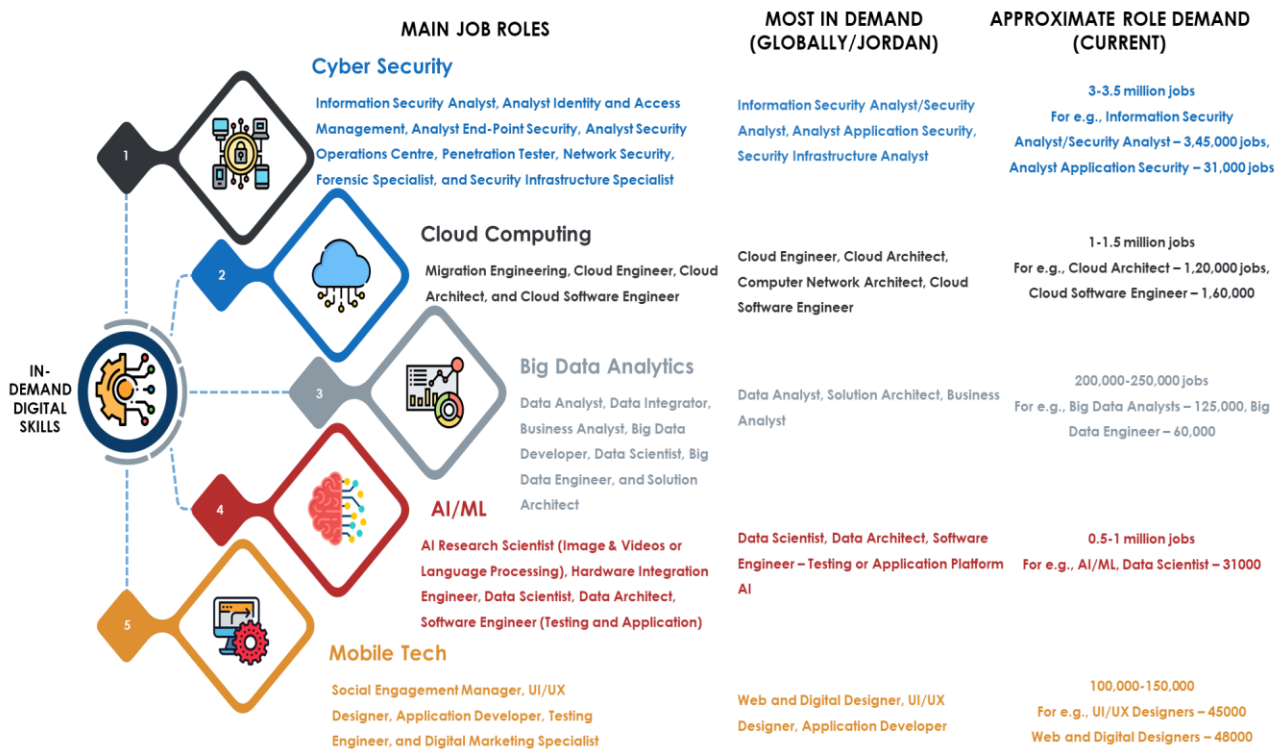 MAIN JOB ROLES
MOST IN DEMAND
(GLOBALLY/JORDAN)
APPROXIMATE ROLE DEMAND
(CURRENT)
IN-
DEMAND
DIGITAL
SKILLS
1
Cyber Security
Information Security Analyst, Analyst Identity and Access
Management, Analyst End-Point Security, Analyst Security
Operations Centre, Penetration Tester, Network Security,
Forensic Specialist, and Security Infrastructure Specialist
Information Security Analyst/Security
Analyst, Analyst Application Security,
Security Infrastructure Analyst
3-3.5 million jobs
For e.g., Information Security
Analyst/Security Analyst – 3,45,000 jobs,
Analyst Application Security – 31,000 jobs
2
Cloud Computing
Migration Engineering, Cloud Engineer, Cloud
Architect, and Cloud Software Engineer
Cloud Engineer, Cloud Architect,
Computer Network Architect, Cloud
Software Engineer
1-1.5 million jobs
For e.g., Cloud Architect – 1,20,000 jobs,
Cloud Software Engineer – 1,60,000
3
Big Data Analytics
Data Analyst, Data Integrator,
Business Analyst, Big Data
Developer, Data Scientist, Big
Data Engineer, and Solution
Architect
Data Analyst, Solution Architect, Business
Analyst
200,000-250,000 jobs
For e.g., Big Data Analysts – 125,000, Big
Data Engineer – 60,000
4
AI/ML
AI Research Scientist (Image & Videos or
Language Processing), Hardware Integration
Engineer, Data Scientist, Data Architect,
Software Engineer (Testing and Application)
Data Scientist, Data Architect, Software
Engineer – Testing or Application Platform
AI
0.5-1 million jobs
For e.g., AI/ML, Data Scientist – 31000
5
Mobile Tech
Social Engagement Manager, UI/UX
Designer, Application Developer, Testing
Engineer, and Digital Marketing Specialist
Web and Digital Designer, UI/UX
Designer, Application Developer
100,000-150,000
For e.g., UI/UX Designers – 45000
Web and Digital Designers – 48000